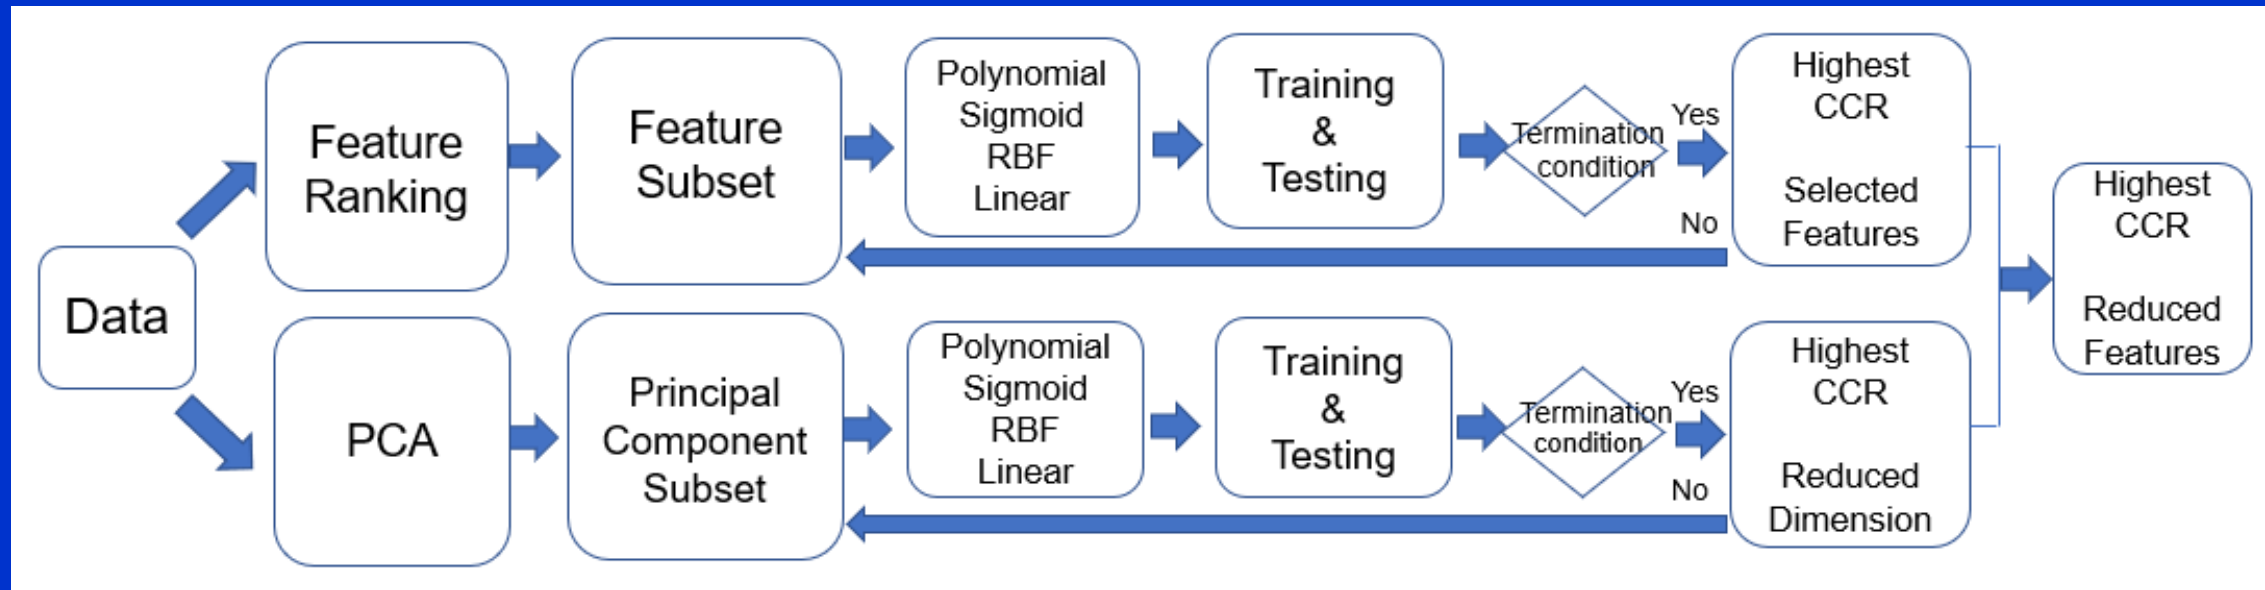 Data
Feature
Ranking
Feature
Subset
Polynomial
Sigmoid
RBF
Linear
Training
&
Testing
Termination
condition
Yes
No
Highest
CCR
Selected
Features
PCA
Principal
Component
Subset
Polynomial
Sigmoid
RBF
Linear
Training
&
Testing
Termination
condition
Yes
No
Highest
CCR
Reduced
Dimension
Highest
CCR
Reduced
Features